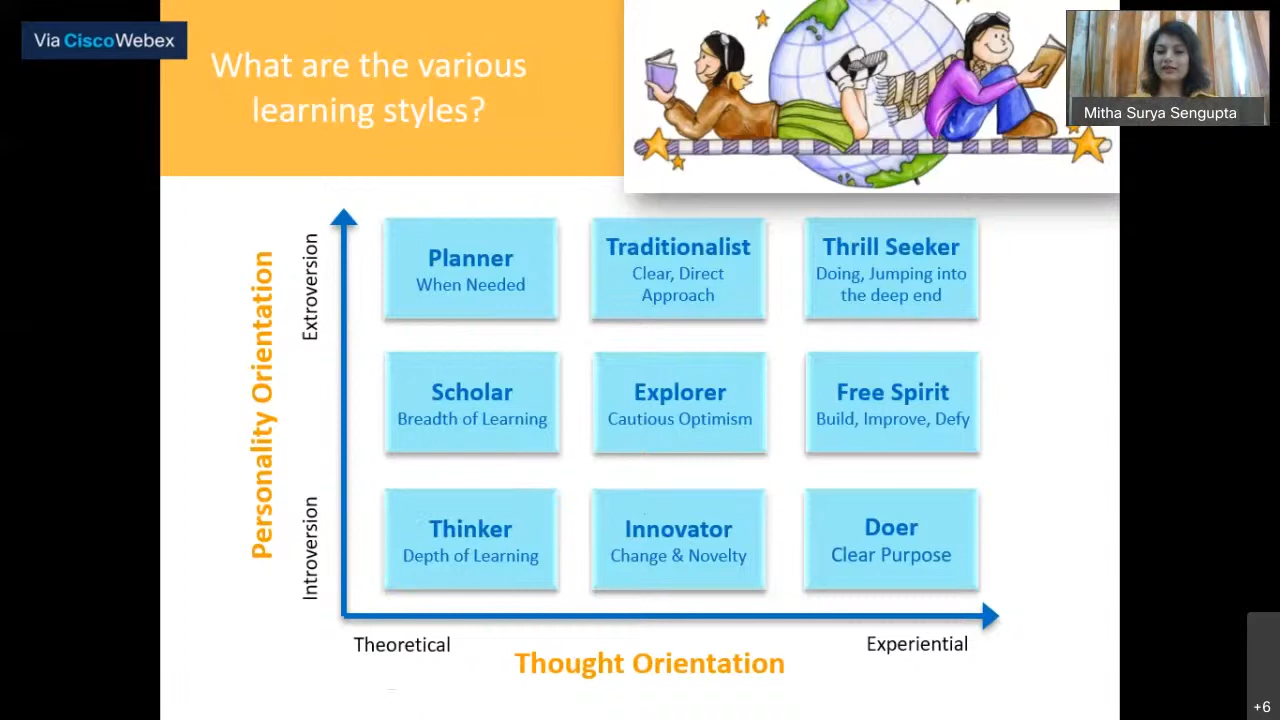 Via CiscoWebex
What are the various
learning styles?
Mitha Surya Sengupta
Personality Orientation
Extroversion
Introversion
Planner
When Needed
Traditionalist
Clear, Direct
Approach
Thrill Seeker
Doing, Jumping into
the deep end
Scholar
Breadth of Learning
Explorer
Cautious Optimism
Free Spirit
Build, Improve, Defy
Thinker
Depth of Learning
Innovator
Change & Novelty
Doer
Clear Purpose
Theoretical
Experiential
Thought Orientation
+6